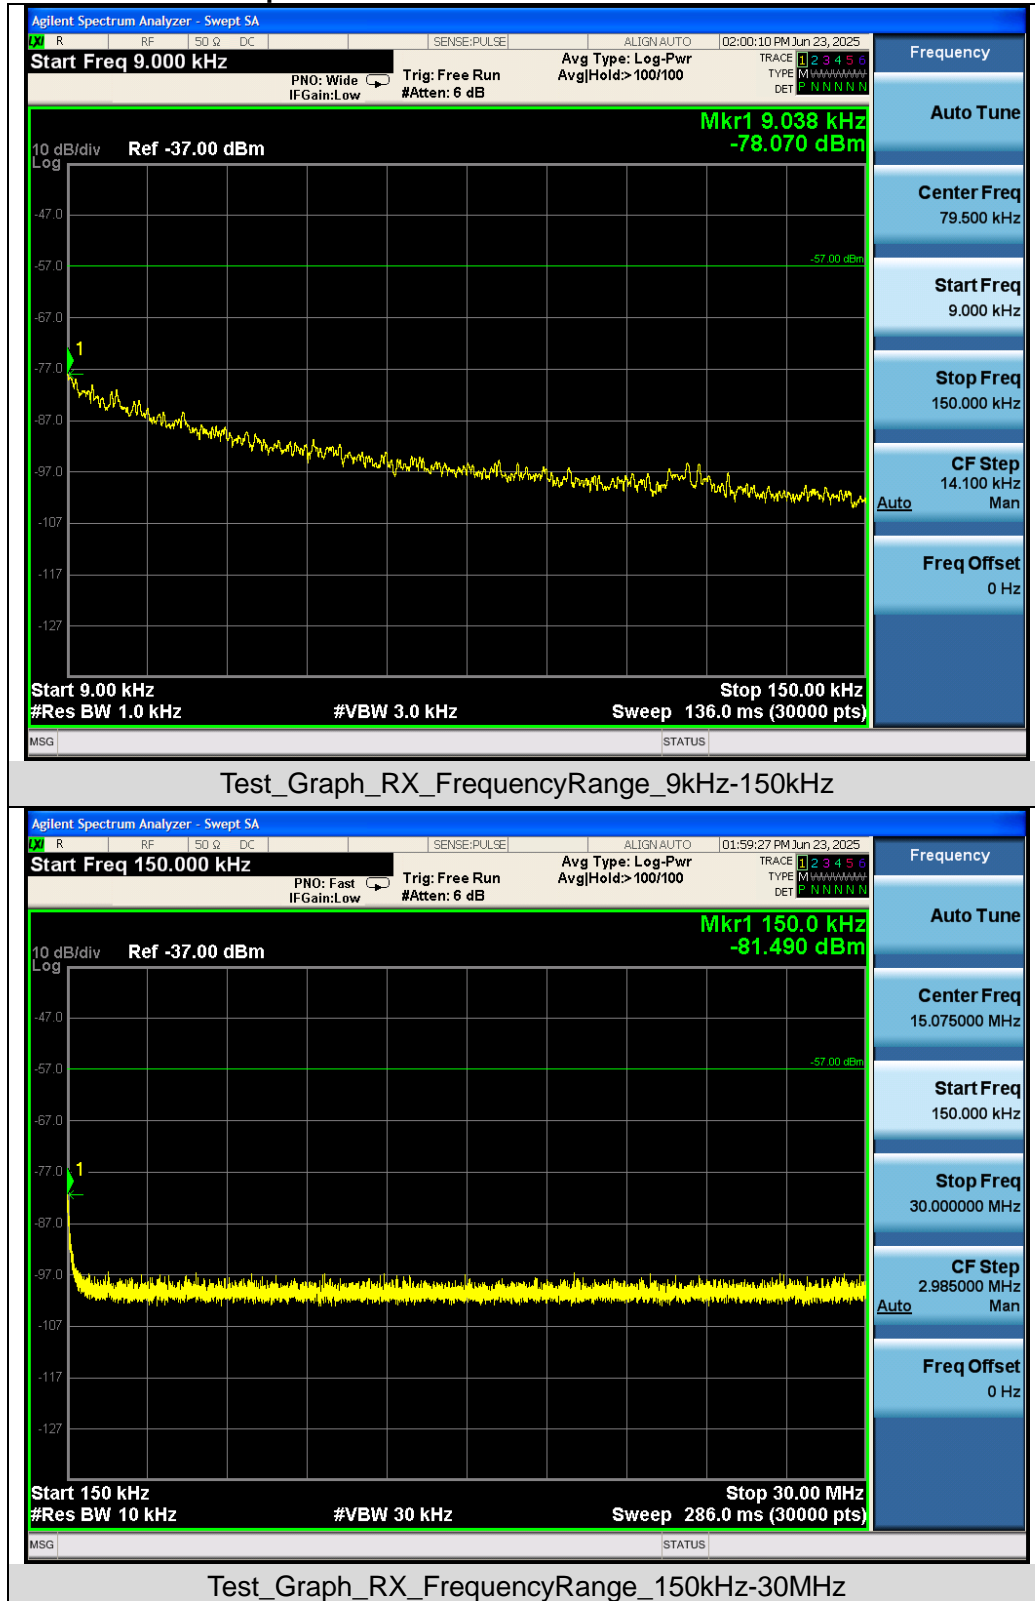 Agilent Spectrum Analyzer - Swept SA
LXI R RF 50 Ω DC SENSE:PULSE ALIGN AUTO 02:00:10 PM Jun 23, 2025
Start Freq 9.000 kHz
PNO: Wide
IFGain:Low
Trig: Free Run
#Atten: 6 dB
Avg Type: Log-Pwr
Avg|Hold:>100/100
TRACE 1 2 3 4 5 6
TYPE M
DET P N N N N N
Mkr1 9.038 kHz
-78.070 dBm
10 dB/div Ref -37.00 dBm
Log
-47.0
-57.0
-57.00 dBm
-67.0
1
-77.0
-87.0
-97.0
-107
-117
-127
Start 9.00 kHz Stop 150.00 kHz
#Res BW 1.0 kHz #VBW 3.0 kHz Sweep 136.0 ms (30000 pts)
MSG STATUS
Frequency
Auto Tune
Center Freq
79.500 kHz
Start Freq
9.000 kHz
Stop Freq
150.000 kHz
CF Step
14.100 kHz
Auto Man
Freq Offset
0 Hz
Test_Graph_RX_FrequencyRange_9kHz-150kHz
Agilent Spectrum Analyzer - Swept SA
LXI R RF 50 Ω DC SENSE:PULSE ALIGN AUTO 01:59:27 PM Jun 23, 2025
Start Freq 150.000 kHz
PNO: Fast
IFGain:Low
Trig: Free Run
#Atten: 6 dB
Avg Type: Log-Pwr
Avg|Hold:>100/100
TRACE 1 2 3 4 5 6
TYPE M
DET P N N N N N
Mkr1 150.0 kHz
-81.490 dBm
10 dB/div Ref -37.00 dBm
Log
-47.0
-57.0
-57.00 dBm
-67.0
-77.0
1
-87.0
-97.0
-107
-117
-127
Start 150 kHz Stop 30.00 MHz
#Res BW 10 kHz #VBW 30 kHz Sweep 286.0 ms (30000 pts)
MSG STATUS
Frequency
Auto Tune
Center Freq
15.075000 MHz
Start Freq
150.000 kHz
Stop Freq
30.000000 MHz
CF Step
2.985000 MHz
Auto Man
Freq Offset
0 Hz
Test_Graph_RX_FrequencyRange_150kHz-30MHz